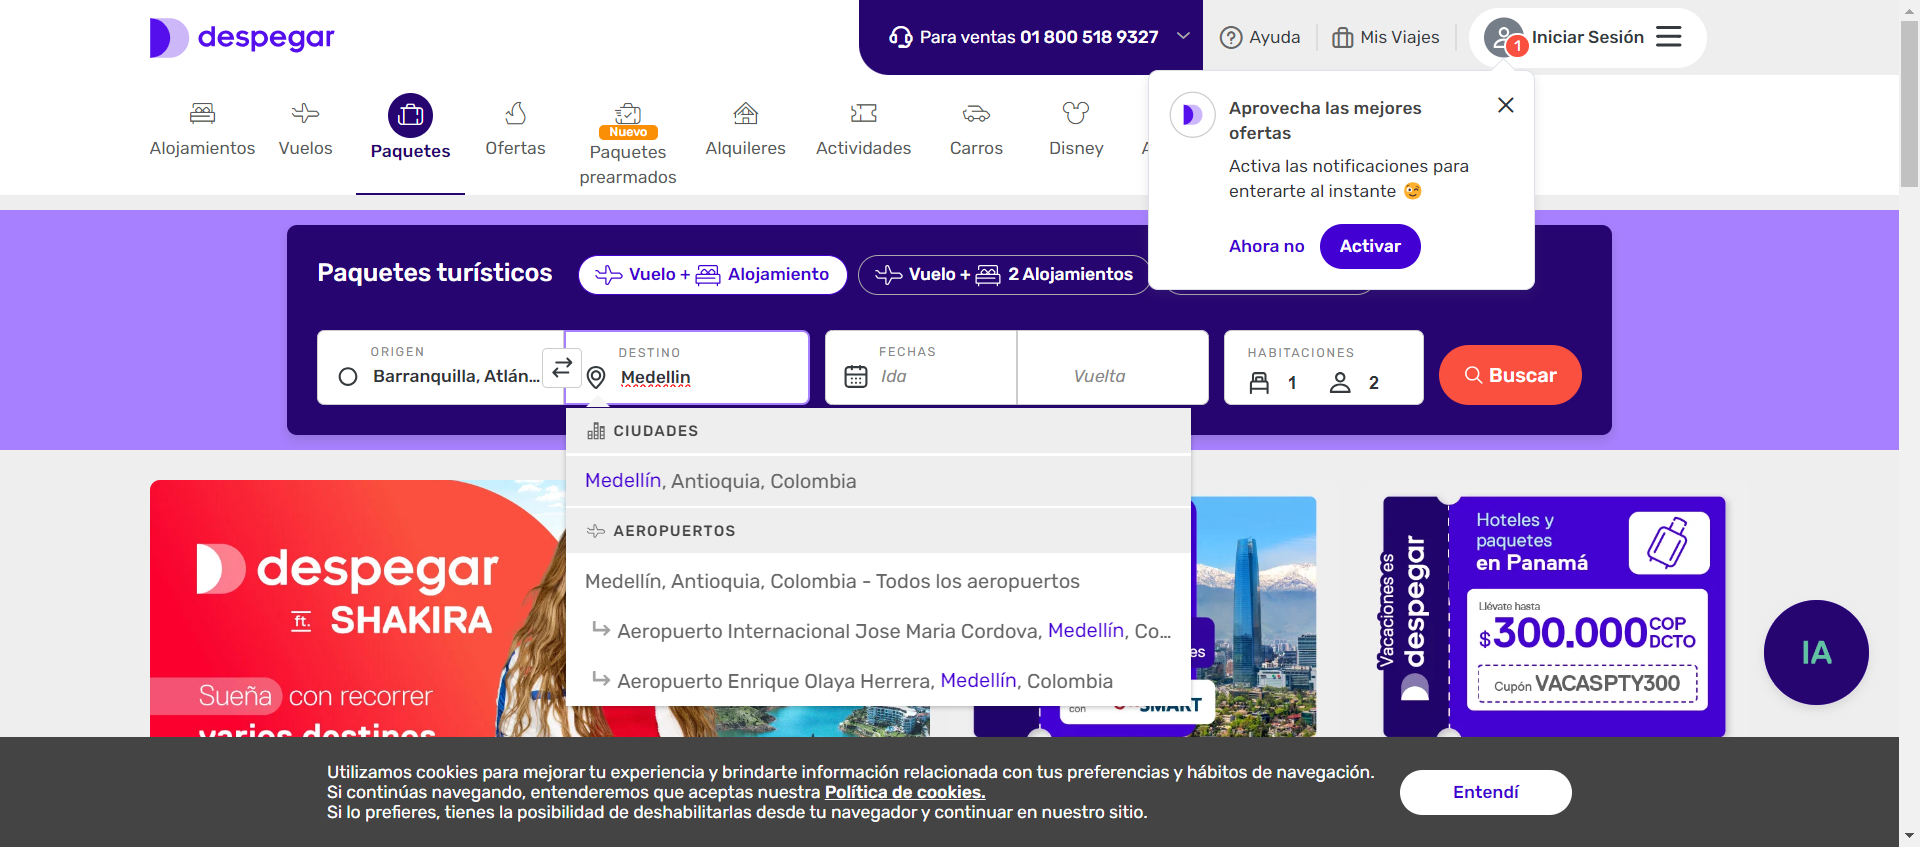 despegar
Para ventas 01 800 518 9327
Ayuda
Mis Viajes
1
Iniciar Sesión
Alojamientos
Vuelos
Paquetes
Ofertas
Nuevo
Paquetes
prearmados
Alquileres
Actividades
Carros
Disney
Aprovecha las mejores
ofertas
Activa las notificaciones para
enterarte al instante 😉
Ahora no
Activar
Paquetes turísticos
Vuelo + Alojamiento
Vuelo + 2 Alojamientos
ORIGEN
Barranquilla, Atlán...
DESTINO
Medellin
FECHAS
Ida
Vuelta
HABITACIONES
1
2
Buscar
CIUDADES
Medellín, Antioquia, Colombia
AEROPUERTOS
Medellín, Antioquia, Colombia - Todos los aeropuertos
Aeropuerto Internacional Jose Maria Cordova, Medellín, Co...
Aeropuerto Enrique Olaya Herrera, Medellín, Colombia
despegar
ft. SHAKIRA
Sueña con recorrer
varios destinos
es
con
SMART
Vacaciones es
despegar
Hoteles y
paquetes
en Panamá
Llévate hasta
$300.000 COP
DCTO
Cupón VACASPTY300
IA
Utilizamos cookies para mejorar tu experiencia y brindarte información relacionada con tus preferencias y hábitos de navegación.
Si continúas navegando, entenderemos que aceptas nuestra Política de cookies.
Si lo prefieres, tienes la posibilidad de deshabilitarlas desde tu navegador y continuar en nuestro sitio.
Entendí